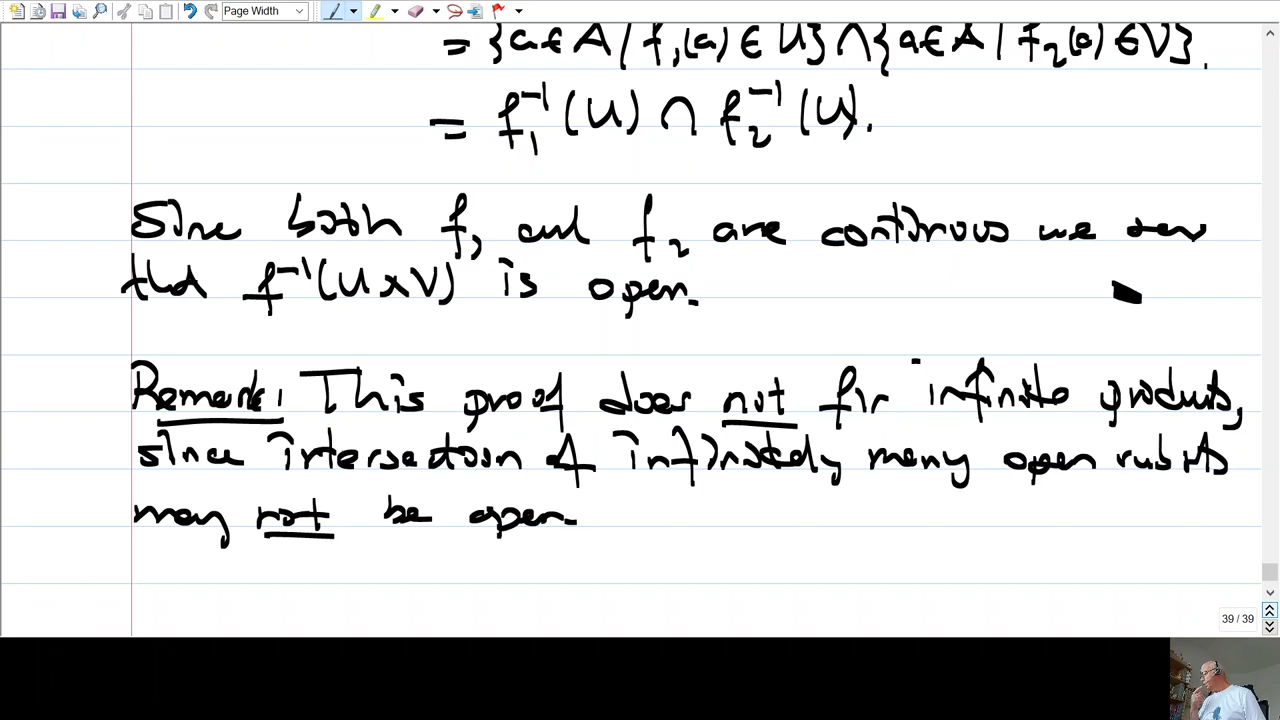 Page Width
= {a∈A / f₁(a) ∈ U} ∩ {a∈A / f₂(a) ∈ V}.
= f₁⁻¹(U) ∩ f₂⁻¹(U).
Since both f₁ and f₂ are continous we see
that f⁻¹(U×V) is open.
Remark: This proof does not for infinite products,
since intersection of infinitely many open subsets
may not be open.
39 / 39